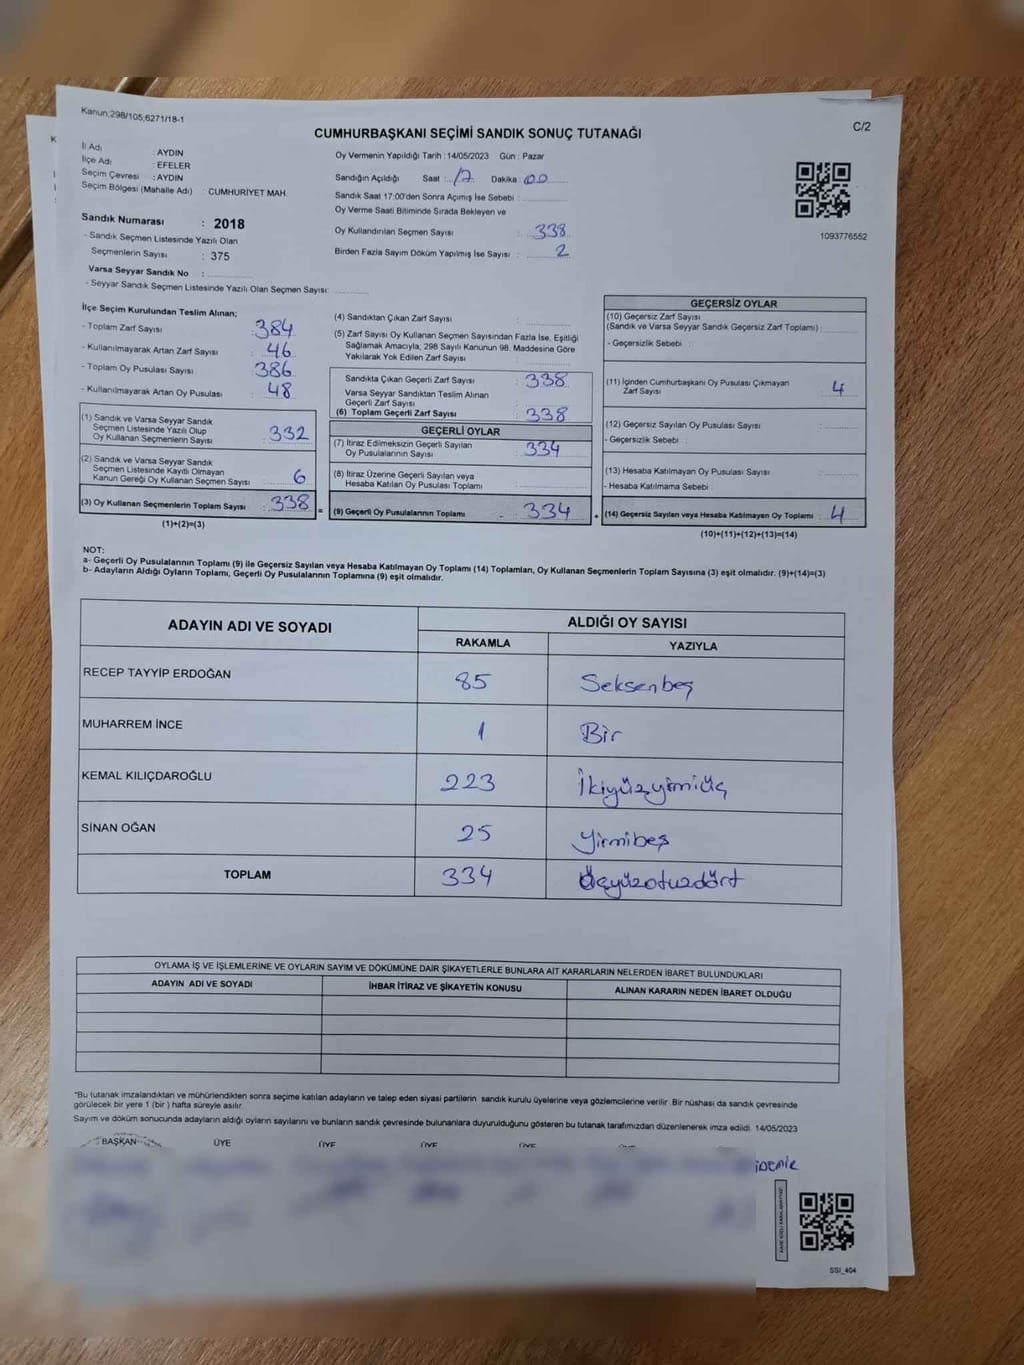 Kanun;298/105;6271/18-1
CUMHURBAŞKANI SEÇİMİ SANDIK SONUÇ TUTANAĞI
C/2
İl Adı : AYDIN
İlçe Adı : EFELER
Seçim Çevresi : AYDIN
Seçim Bölgesi (Mahalle Adı) : CUMHURİYET MAH.
Sandık Numarası : 2018
- Sandık Seçmen Listesinde Yazılı Olan
Seçmenlerin Sayısı : 375
Varsa Seyyar Sandık No :
- Seyyar Sandık Seçmen Listesinde Yazılı Olan Seçmen Sayısı:
Oy Vermenin Yapıldığı Tarih :14/05/2023 Gün : Pazar
Sandığın Açıldığı Saat : 17 Dakika : 00
Sandık Saat 17:00'den Sonra Açımış İse Sebebi :
Oy Verme Saati Bitiminde Sırada Bekleyen ve
Oy Kullandırılan Seçmen Sayısı : 338
Birden Fazla Sayım Döküm Yapılmış İse Sayısı : 2
1093776552
İlçe Seçim Kurulundan Teslim Alınan;
- Toplam Zarf Sayısı : 384
- Kullanılmayarak Artan Zarf Sayısı : 46
- Toplam Oy Pusulası Sayısı : 386
- Kullanılmayarak Artan Oy Pusulası : 48
(1) Sandık ve Varsa Seyyar Sandık
Seçmen Listesinde Yazılı Olup
Oy Kullanan Seçmenlerin Sayısı : 332
(2) Sandık ve Varsa Seyyar Sandık
Seçmen Listesinde Kayıtlı Olmayan
Kanun Gereği Oy Kullanan Seçmen Sayısı : 6
(3) Oy Kullanan Seçmenlerin Toplam Sayısı : 338
(1)+(2)=(3)
=
(4) Sandıktan Çıkan Zarf Sayısı :
(5) Zarf Sayısı Oy Kullanan Seçmen Sayısından Fazla İse, Eşitliği
Sağlamak Amacıyla; 298 Sayılı Kanunun 98. Maddesine Göre
Yakılarak Yok Edilen Zarf Sayısı :
Sandıkta Çıkan Geçerli Zarf Sayısı : 338
Varsa Seyyar Sandıktan Teslim Alınan
Geçerli Zarf Sayısı :
(6) Toplam Geçerli Zarf Sayısı : 338
GEÇERLİ OYLAR
(7) İtiraz Edilmeksizin Geçerli Sayılan
Oy Pusulalarının Sayısı : 334
(8) İtiraz Üzerine Geçerli Sayılan veya
Hesaba Katılan Oy Pusulası Toplamı :
(9) Geçerli Oy Pusulalarının Toplamı : 334
+
GEÇERSİZ OYLAR
(10) Geçersiz Zarf Sayısı
(Sandık ve Varsa Seyyar Sandık Geçersiz Zarf Toplamı) :
- Geçersizlik Sebebi :
(11) İçinden Cumhurbaşkanı Oy Pusulası Çıkmayan
Zarf Sayısı : 4
(12) Geçersiz Sayılan Oy Pusulası Sayısı :
- Geçersizlik Sebebi :
(13) Hesaba Katılmayan Oy Pusulası Sayısı :
- Hesaba Katılmama Sebebi :
(14) Geçersiz Sayılan veya Hesaba Katılmayan Oy Toplamı : 4
(10)+(11)+(12)+(13)=(14)
NOT:
a- Geçerli Oy Pusulalarının Toplamı (9) ile Geçersiz Sayılan veya Hesaba Katılmayan Oy Toplamı (14) Toplamları, Oy Kullanan Seçmenlerin Toplam Sayısına (3) eşit olmalıdır. (9)+(14)=(3)
b- Adayların Aldığı Oyların Toplamı, Geçerli Oy Pusulalarının Toplamına (9) eşit olmalıdır.
ADAYIN ADI VE SOYADI
ALDIĞI OY SAYISI
RAKAMLA YAZIYLA
RECEP TAYYİP ERDOĞAN 85 Seksenbeş
MUHARREM İNCE 1 Bir
KEMAL KILIÇDAROĞLU 223 İkiyüzyirmiüç
SİNAN OĞAN 25 yirmibeş
TOPLAM 334 Üçyüzotuzdört
OYLAMA İŞ VE İŞLEMLERİNE VE OYLARIN SAYIM VE DÖKÜMÜNE DAİR ŞİKAYETLERLE BUNLARA AİT KARARLARIN NELERDEN İBARET BULUNDUKLARI
ADAYIN ADI VE SOYADI İHBAR İTİRAZ VE ŞİKAYETİN KONUSU ALINAN KARARIN NEDEN İBARET OLDUĞU
*Bu tutanak imzalandıktan ve mühürlendikten sonra seçime katılan adayların ve talep eden siyasi partilerin sandık kurulu üyelerine veya gözlemcilerine verilir. Bir nüshası da sandık çevresinde
görülecek bir yere 1 (bir ) hafta süreyle asılır.
Sayım ve döküm sonucunda adayların aldığı oyların sayılarını ve bunların sandık çevresinde bulunanlara duyurulduğunu gösteren bu tutanak tarafımızdan düzenlenerek imza edildi. 14/05/2023
BAŞKAN ÜYE ÜYE ÜYE ÜYE
SSI_404